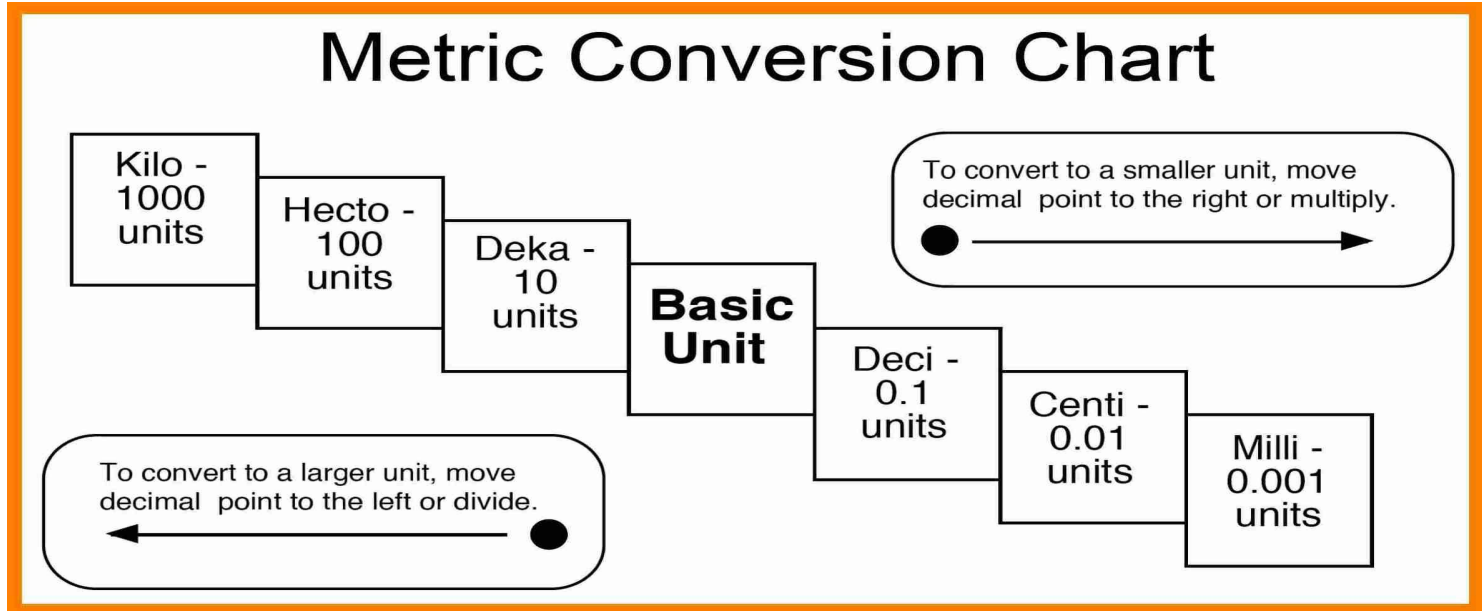 Metric Conversion Chart
Kilo -
1000
units
Hecto -
100
units
Deka -
10
units
Basic
Unit
Deci -
0.1
units
Centi -
0.01
units
Milli -
0.001
units
To convert to a smaller unit, move
decimal point to the right or multiply.
To convert to a larger unit, move
decimal point to the left or divide.